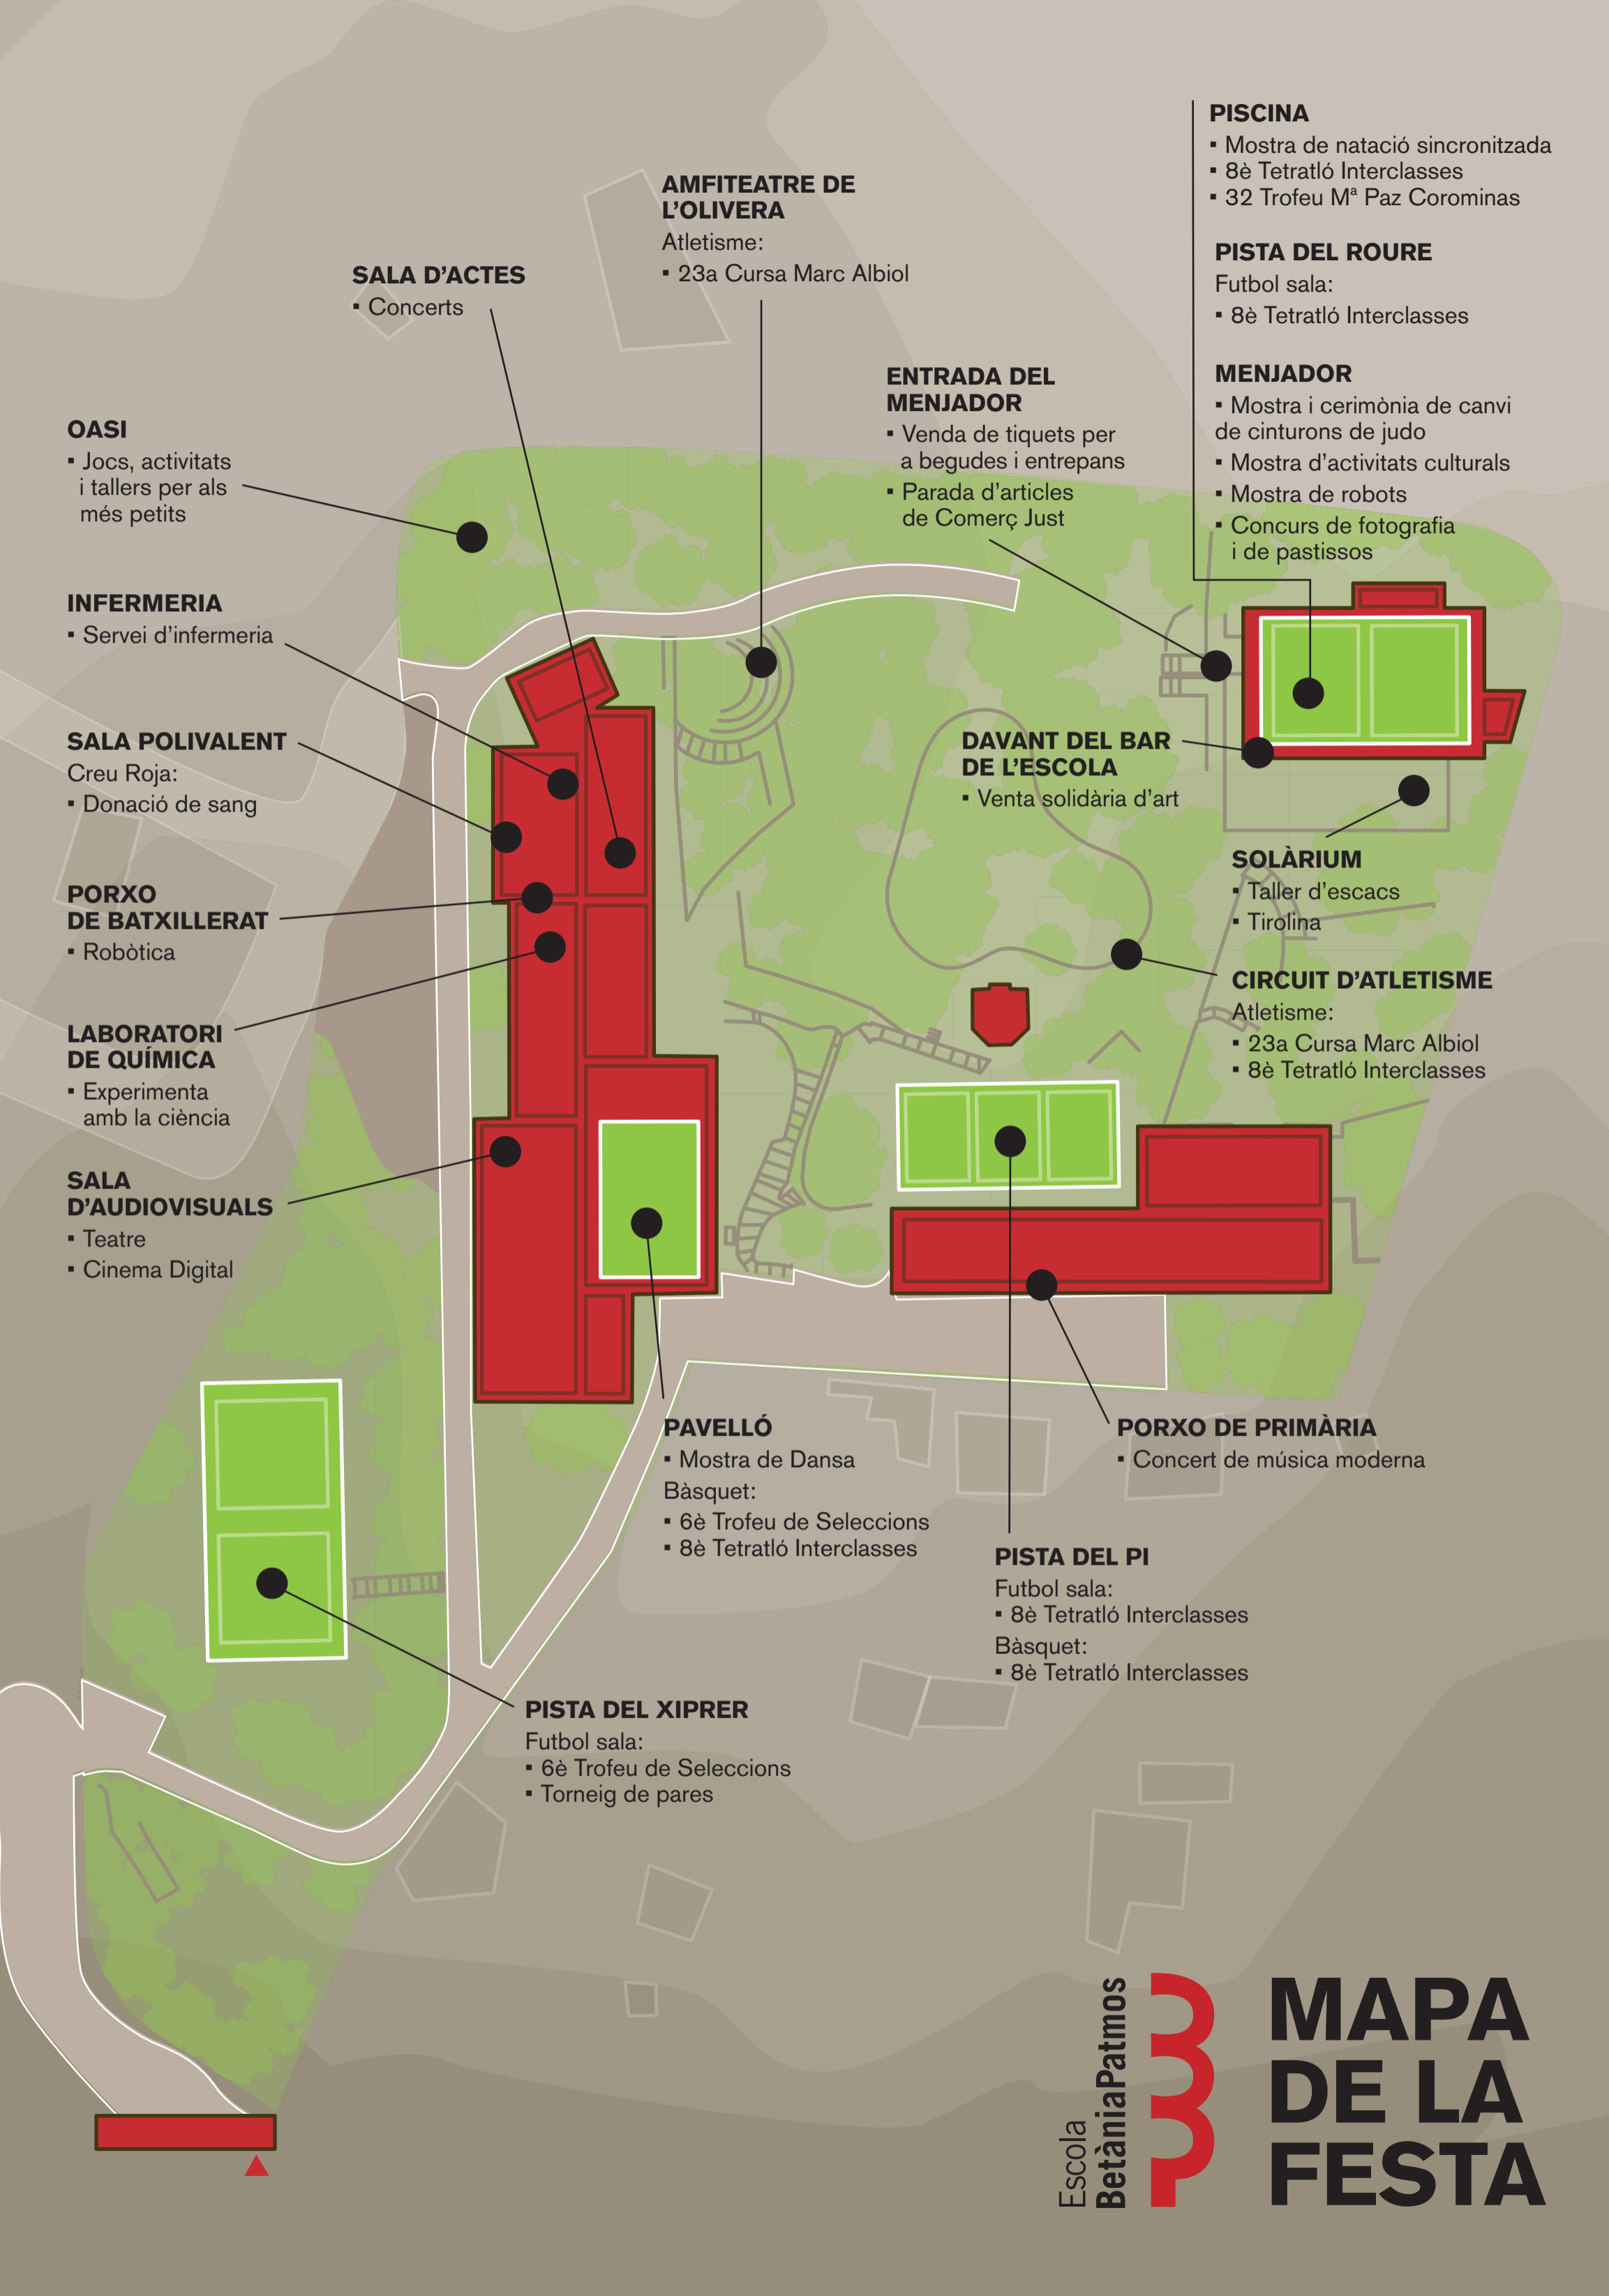 PISCINA
▪ Mostra de natació sincronitzada
▪ 8è Tetratló Interclasses
▪ 32 Trofeu Mª Paz Corominas
PISTA DEL ROURE
Futbol sala:
▪ 8è Tetratló Interclasses
MENJADOR
▪ Mostra i cerimònia de canvi
de cinturons de judo
▪ Mostra d’activitats culturals
▪ Mostra de robots
▪ Concurs de fotografia
i de pastissos
AMFITEATRE DE
L’OLIVERA
Atletisme:
▪ 23a Cursa Marc Albiol
SALA D’ACTES
▪ Concerts
ENTRADA DEL
MENJADOR
▪ Venda de tiquets per
a begudes i entrepans
▪ Parada d’articles
de Comerç Just
OASI
▪ Jocs, activitats
i tallers per als
més petits
INFERMERIA
▪ Servei d’infermeria
SALA POLIVALENT
Creu Roja:
▪ Donació de sang
PORXO
DE BATXILLERAT
▪ Robòtica
LABORATORI
DE QUÍMICA
▪ Experimenta
amb la ciència
SALA
D’AUDIOVISUALS
▪ Teatre
▪ Cinema Digital
DAVANT DEL BAR
DE L’ESCOLA
▪ Venta solidària d’art
SOLÀRIUM
▪ Taller d’escacs
▪ Tirolina
CIRCUIT D’ATLETISME
Atletisme:
▪ 23a Cursa Marc Albiol
▪ 8è Tetratló Interclasses
PAVELLÓ
▪ Mostra de Dansa
Bàsquet:
▪ 6è Trofeu de Seleccions
▪ 8è Tetratló Interclasses
PORXO DE PRIMÀRIA
▪ Concert de música moderna
PISTA DEL PI
Futbol sala:
▪ 8è Tetratló Interclasses
Bàsquet:
▪ 8è Tetratló Interclasses
PISTA DEL XIPRER
Futbol sala:
▪ 6è Trofeu de Seleccions
▪ Torneig de pares
Escola
BetàniaPatmos
MAPA
DE LA
FESTA